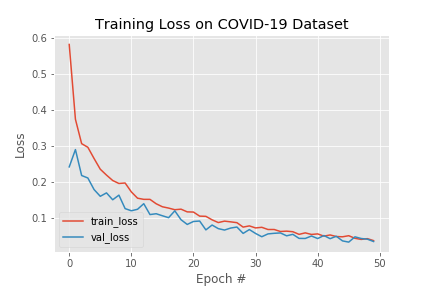 Training Loss on COVID-19 Dataset
0.6
0.5
0.4
0.3
0.2
0.1
Loss
train_loss
val_loss
0 10 20 30 40 50
Epoch #